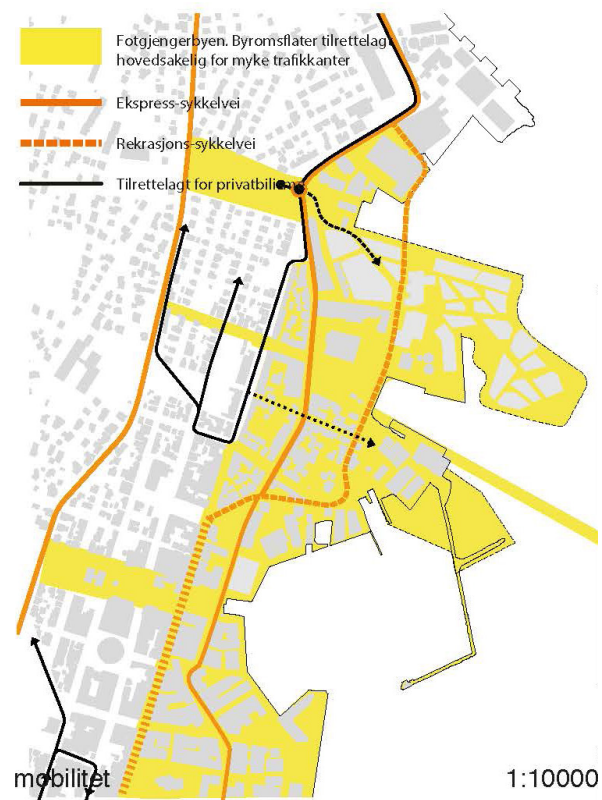 Fotgjengerbyen. Byromsflater tilrettelagt
hovedsakelig for myke trafikkanter
Ekspress-sykkelvei
Rekrasjons-sykkelvei
Tilrettelagt for privatbilisme
mobilitet
1:10000